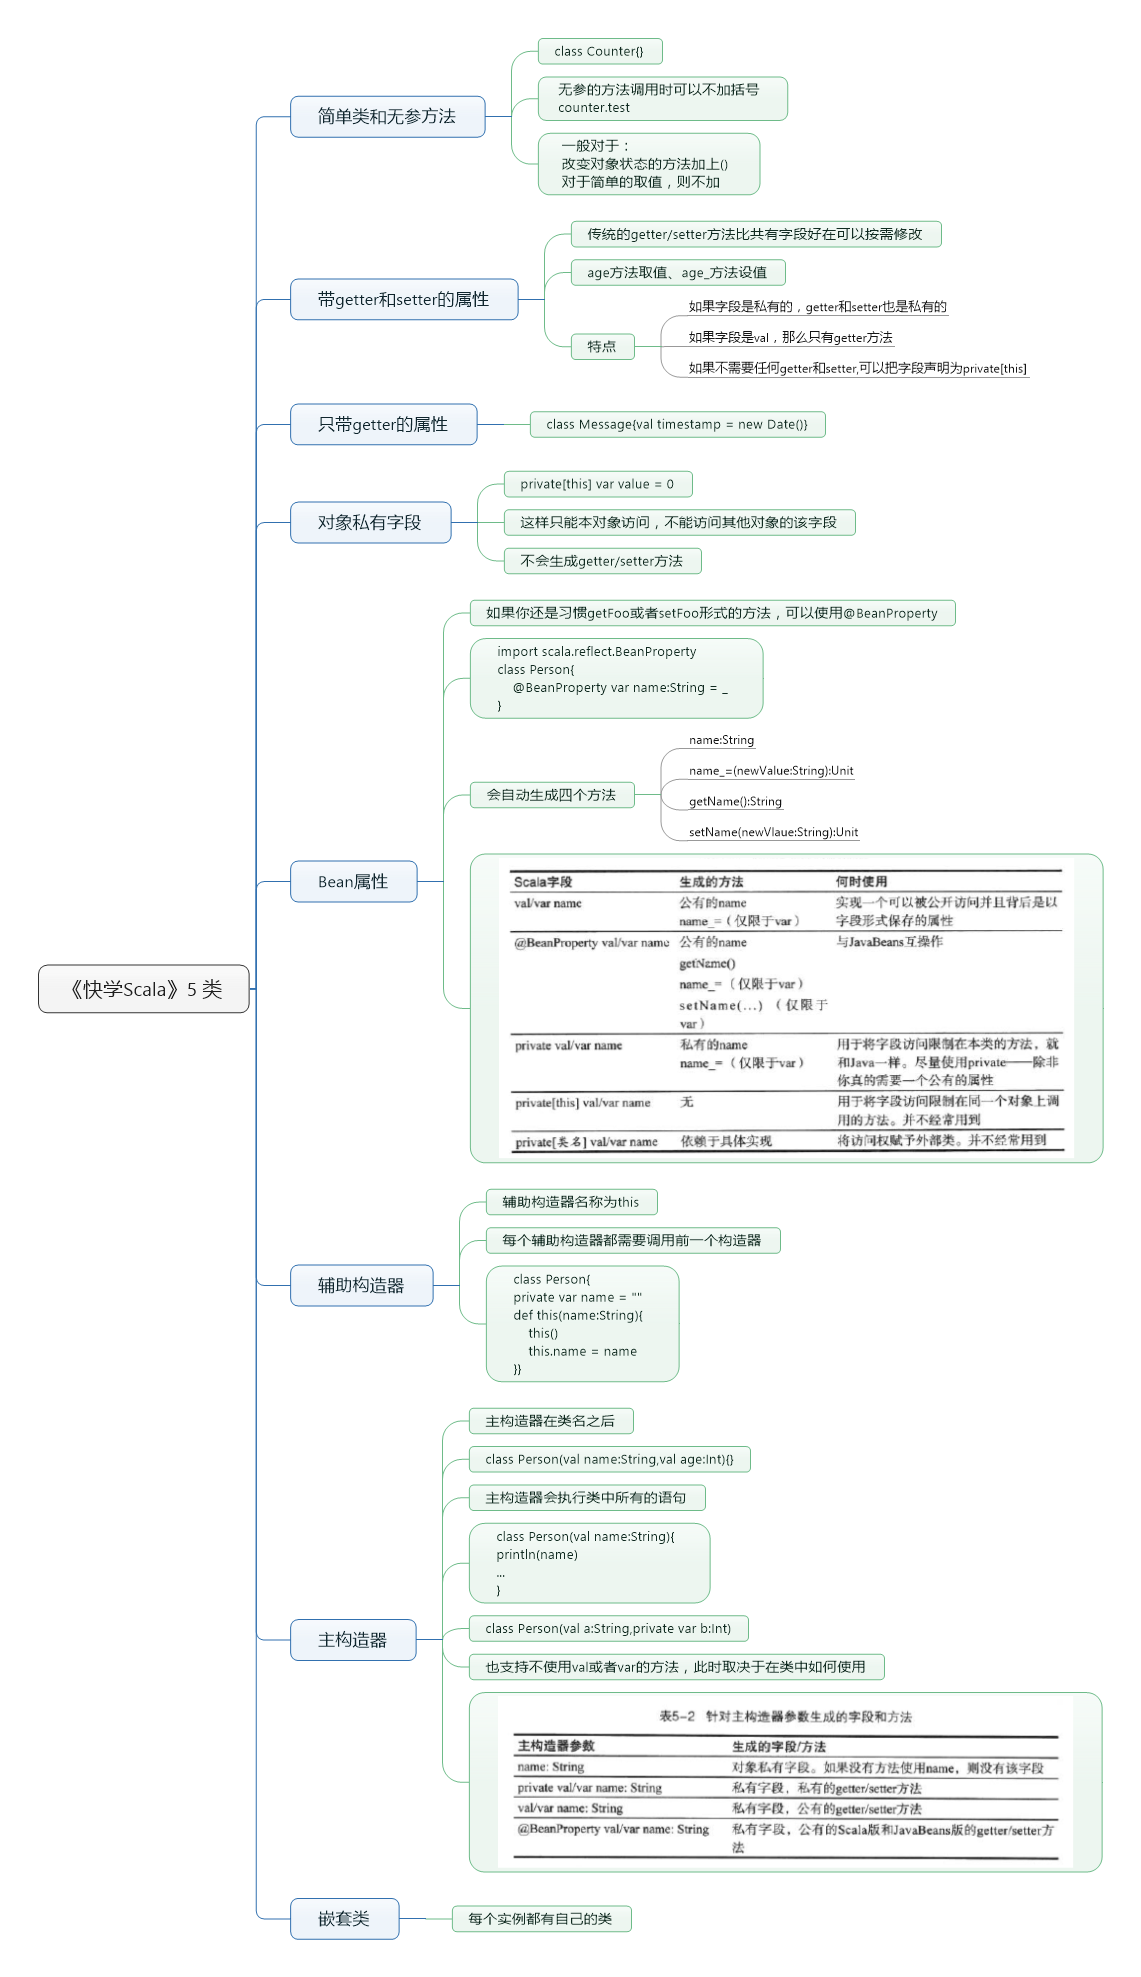 《快学Scala》5 类
简单类和无参方法
class Counter{}
无参的方法调用时可以不加括号
counter.test
一般对于：
改变对象状态的方法加上()
对于简单的取值，则不加
带getter和setter的属性
传统的getter/setter方法比共有字段好在可以按需修改
age方法取值、age_方法设值
特点
如果字段是私有的，getter和setter也是私有的
如果字段是val，那么只有getter方法
如果不需要任何getter和setter,可以把字段声明为private[this]
只带getter的属性
class Message{val timestamp = new Date()}
对象私有字段
private[this] var value = 0
这样只能本对象访问，不能访问其他对象的该字段
不会生成getter/setter方法
Bean属性
如果你还是习惯getFoo或者setFoo形式的方法，可以使用@BeanProperty
import scala.reflect.BeanProperty
class Person{
@BeanProperty var name:String = _
}
会自动生成四个方法
name:String
name_=(newValue:String):Unit
getName():String
setName(newVlaue:String):Unit
Scala字段 生成的方法 何时使用
val/var name 公有的name 实现一个可以被公开访问并且背后是以
name_=（仅限于var） 字段形式保存的属性
@BeanProperty val/var name 公有的name 与JavaBeans互操作
getName()
name_=（仅限于var）
setName(...)（仅限于
var）
private val/var name 私有的name 用于将字段访问限制在本类的方法，就
name_=（仅限于var） 和Java一样。尽量使用private——除非
你真的需要一个公有的属性
private[this] val/var name 无 用于将字段访问限制在同一个对象上调
用的方法。并不经常用到
private[类名] val/var name 依赖于具体实现 将访问权赋予外部类。并不经常用到
辅助构造器
辅助构造器名称为this
每个辅助构造器都需要调用前一个构造器
class Person{
private var name = ""
def this(name:String){
this()
this.name = name
}}
主构造器
主构造器在类名之后
class Person(val name:String,val age:Int){}
主构造器会执行类中所有的语句
class Person(val name:String){
println(name)
...
}
class Person(val a:String,private var b:Int)
也支持不使用val或者var的方法，此时取决于在类中如何使用
表5-2 针对主构造器参数生成的字段和方法
主构造器参数 生成的字段/方法
name: String 对象私有字段。如果没有方法使用name，则没有该字段
private val/var name: String 私有字段，私有的getter/setter方法
val/var name: String 私有字段，公有的getter/setter方法
@BeanProperty val/var name: String 私有字段，公有的Scala版和JavaBeans版的getter/setter方
法
嵌套类
每个实例都有自己的类